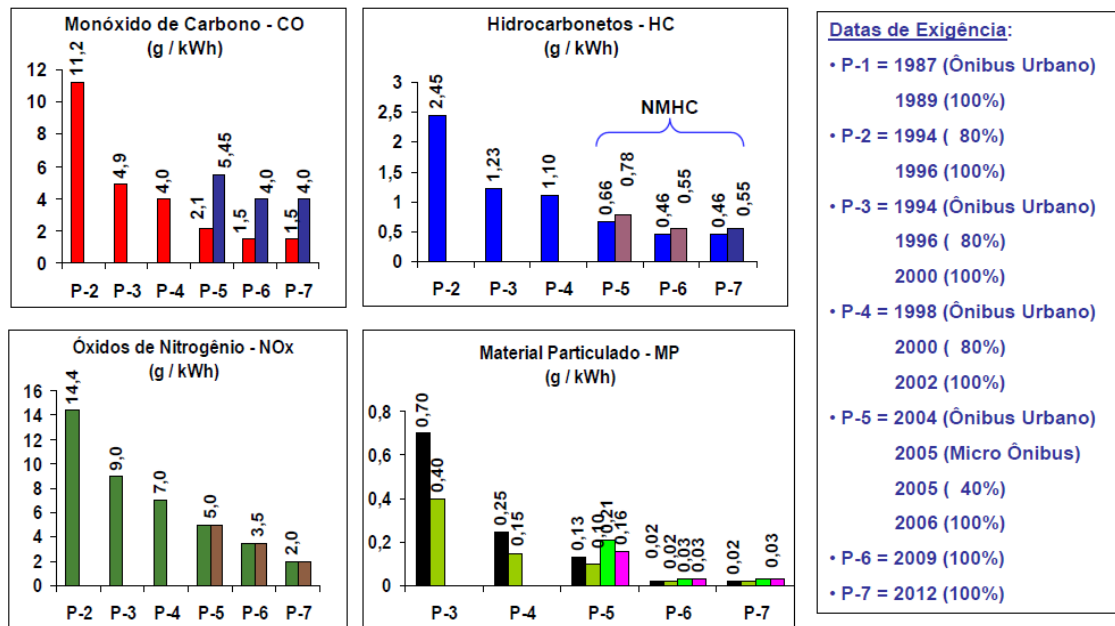 Monóxido de Carbono - CO
(g / kWh)
12
10
8
6
4
2
0
11,2
4,9
4,0
2,1
5,45
1,5
4,0
1,5
4,0
P-2 P-3 P-4 P-5 P-6 P-7
Hidrocarbonetos - HC
(g / kWh)
3
2,5
2
1,5
1
0,5
0
2,45
1,23
1,10
NMHC
0,66
0,78
0,46
0,55
0,46
0,55
P-2 P-3 P-4 P-5 P-6 P-7
Óxidos de Nitrogênio - NOx
(g / kWh)
16
14
12
10
8
6
4
2
0
14,4
9,0
7,0
5,0
3,5
2,0
P-2 P-3 P-4 P-5 P-6 P-7
Material Particulado - MP
(g / kWh)
0,8
0,6
0,4
0,2
0
0,70
0,40
0,25
0,15
0,13
0,10
0,21
0,16
0,02
0,02
0,03
0,03
0,02
0,03
P-3 P-4 P-5 P-6 P-7
Datas de Exigência:
• P-1 = 1987 (Ônibus Urbano)
1989 (100%)
• P-2 = 1994 ( 80%)
1996 (100%)
• P-3 = 1994 (Ônibus Urbano)
1996 ( 80%)
2000 (100%)
• P-4 = 1998 (Ônibus Urbano)
2000 ( 80%)
2002 (100%)
• P-5 = 2004 (Ônibus Urbano)
2005 (Micro Ônibus)
2005 ( 40%)
2006 (100%)
• P-6 = 2009 (100%)
• P-7 = 2012 (100%)